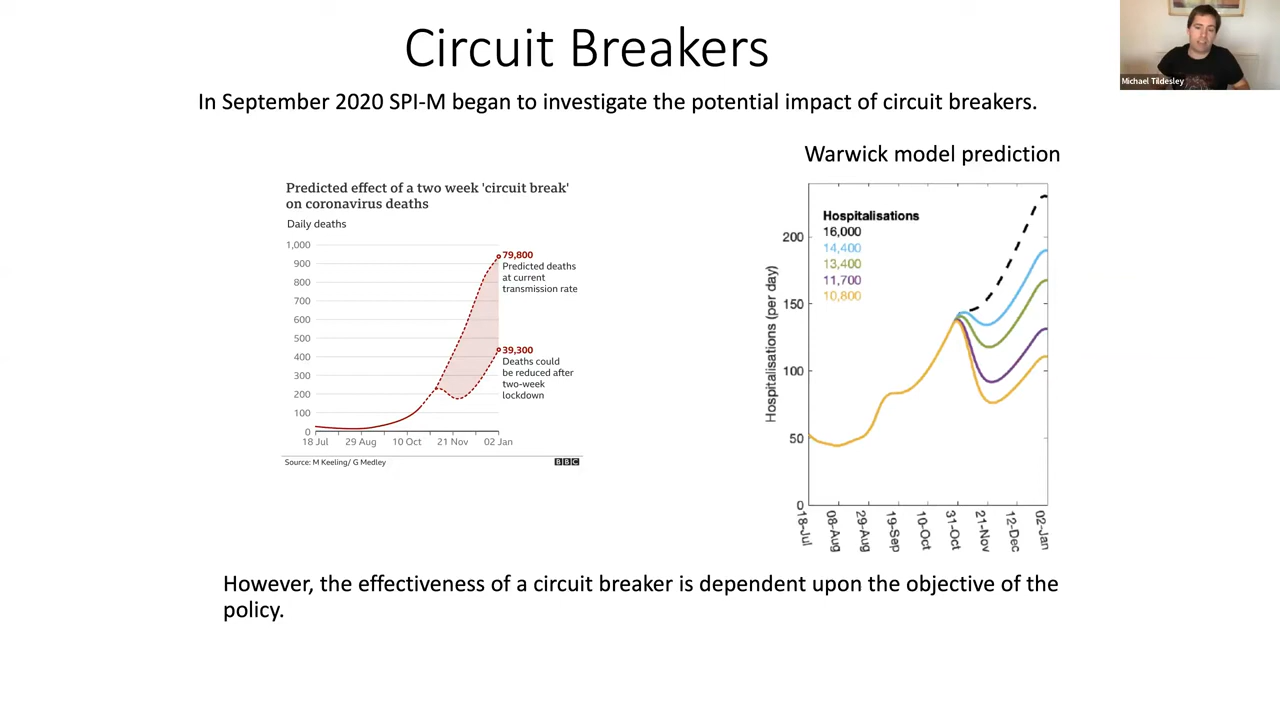 Circuit Breakers
Michael Tildesley
In September 2020 SPI-M began to investigate the potential impact of circuit breakers.
Predicted effect of a two week 'circuit break'
on coronavirus deaths
Daily deaths
1,000
900
800
700
600
500
400
300
200
100
0
18 Jul
29 Aug
10 Oct
21 Nov
02 Jan
79,800
Predicted deaths
at current
transmission rate
39,300
Deaths could
be reduced after
two-week
lockdown
Source: M Keeling/ G Medley
BBC
Warwick model prediction
Hospitalisations
16,000
14,400
13,400
11,700
10,800
Hospitalisations (per day)
200
150
100
50
0
18-Jul
08-Aug
29-Aug
19-Sep
10-Oct
31-Oct
21-Nov
12-Dec
02-Jan
However, the effectiveness of a circuit breaker is dependent upon the objective of the
policy.